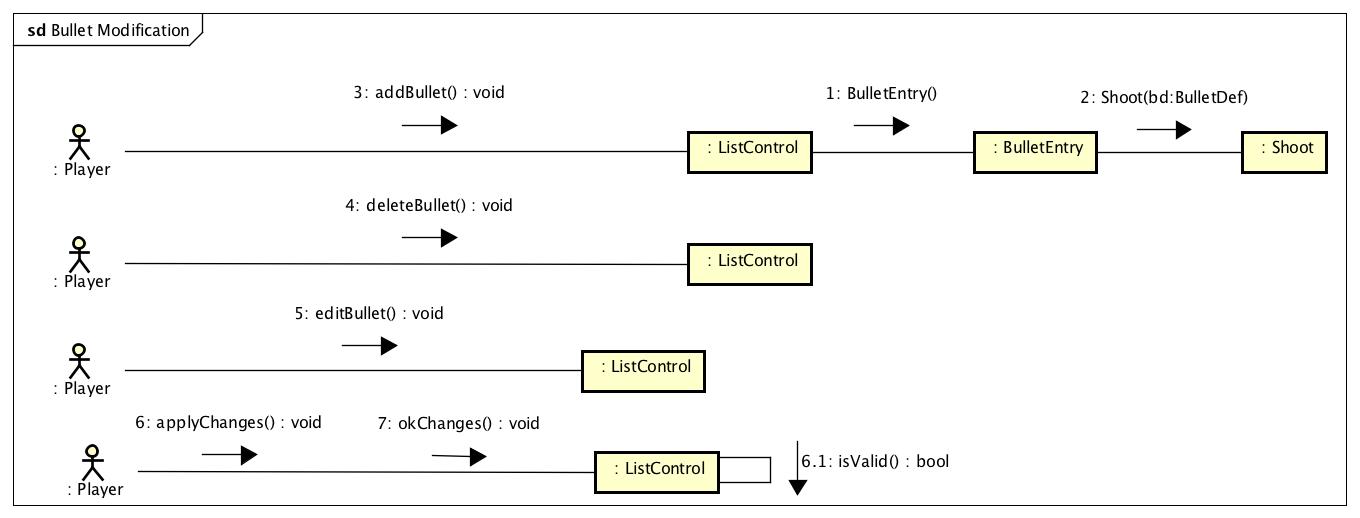 sd Bullet Modification
3: addBullet() : void
1: BulletEntry()
2: Shoot(bd:BulletDef)
: Player
: ListControl
: BulletEntry
: Shoot
4: deleteBullet() : void
: Player
: ListControl
5: editBullet() : void
: Player
: ListControl
6: applyChanges() : void
7: okChanges() : void
: Player
: ListControl
6.1: isValid() : bool